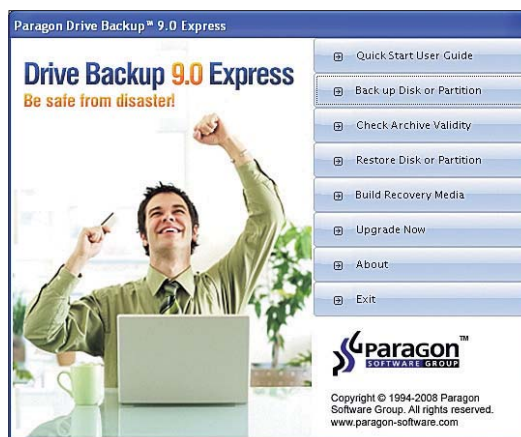 Paragon Drive Backup™ 9.0 Express
Drive Backup 9.0 Express
Be safe from disaster!
Quick Start User Guide
Back up Disk or Partition
Check Archive Validity
Restore Disk or Partition
Build Recovery Media
Upgrade Now
About
Exit
Paragon™
SOFTWARE GROUP
Copyright © 1994-2008 Paragon
Software Group. All rights reserved.
www.paragon-software.com